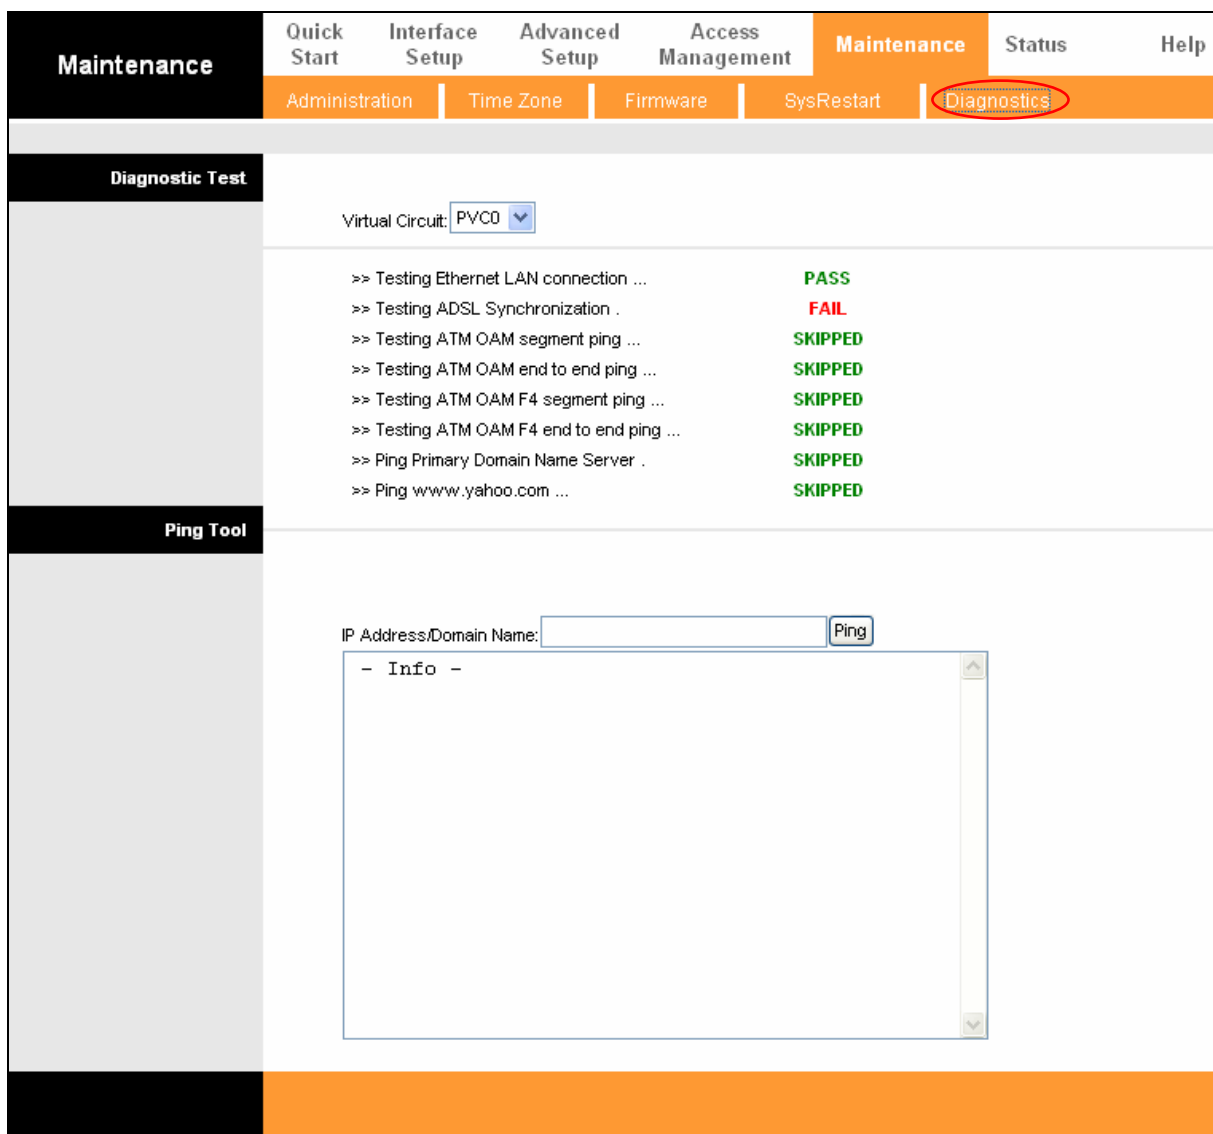 Maintenance
Quick Start
Interface Setup
Advanced Setup
Access Management
Maintenance
Status
Help
Administration
Time Zone
Firmware
SysRestart
Diagnostics
Diagnostic Test
Virtual Circuit: PVC0
>> Testing Ethernet LAN connection ... PASS
>> Testing ADSL Synchronization . FAIL
>> Testing ATM OAM segment ping ... SKIPPED
>> Testing ATM OAM end to end ping ... SKIPPED
>> Testing ATM OAM F4 segment ping ... SKIPPED
>> Testing ATM OAM F4 end to end ping ... SKIPPED
>> Ping Primary Domain Name Server . SKIPPED
>> Ping www.yahoo.com ... SKIPPED
Ping Tool
IP Address/Domain Name: Ping
- Info -